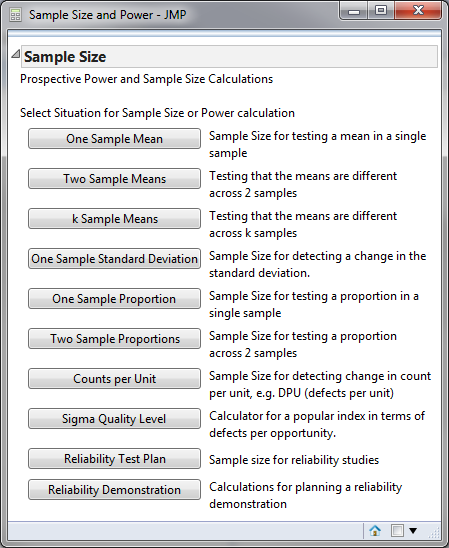 Sample Size and Power - JMP
Sample Size
Prospective Power and Sample Size Calculations
Select Situation for Sample Size or Power calculation
One Sample Mean
Sample Size for testing a mean in a single
sample
Two Sample Means
Testing that the means are different
across 2 samples
k Sample Means
Testing that the means are different
across k samples
One Sample Standard Deviation
Sample Size for detecting a change in the
standard deviation.
One Sample Proportion
Sample Size for testing a proportion in a
single sample
Two Sample Proportions
Sample Size for testing a proportion
across 2 samples
Counts per Unit
Sample Size for detecting change in count
per unit, e.g. DPU (defects per unit)
Sigma Quality Level
Calculator for a popular index in terms of
defects per opportunity.
Reliability Test Plan
Sample size for reliability studies
Reliability Demonstration
Calculations for planning a reliability
demonstration